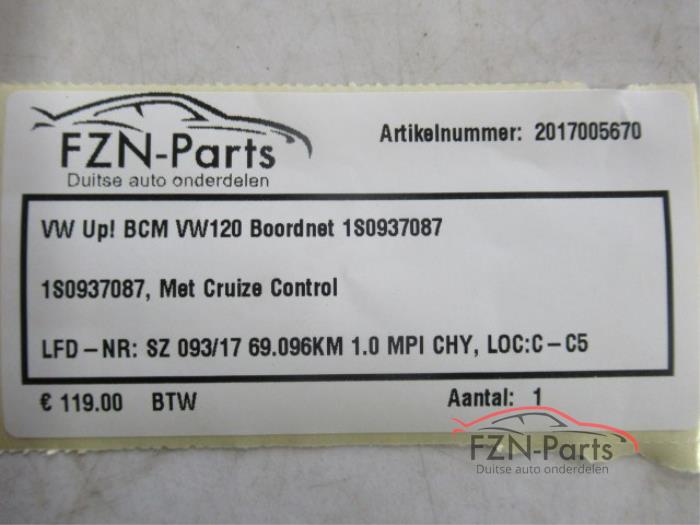 FZN-Parts
Duitse auto onderdelen
Artikelnummer: 2017005670
VW Up! BCM VW120 Boordnet 1S0937087
1S0937087, Met Cruize Control
LFD-NR: SZ 093/17 69.096KM 1.0 MPI CHY, LOC:C-C5
€ 119.00 BTW
Aantal: 1
FZN-Parts
Duitse auto onderdelen